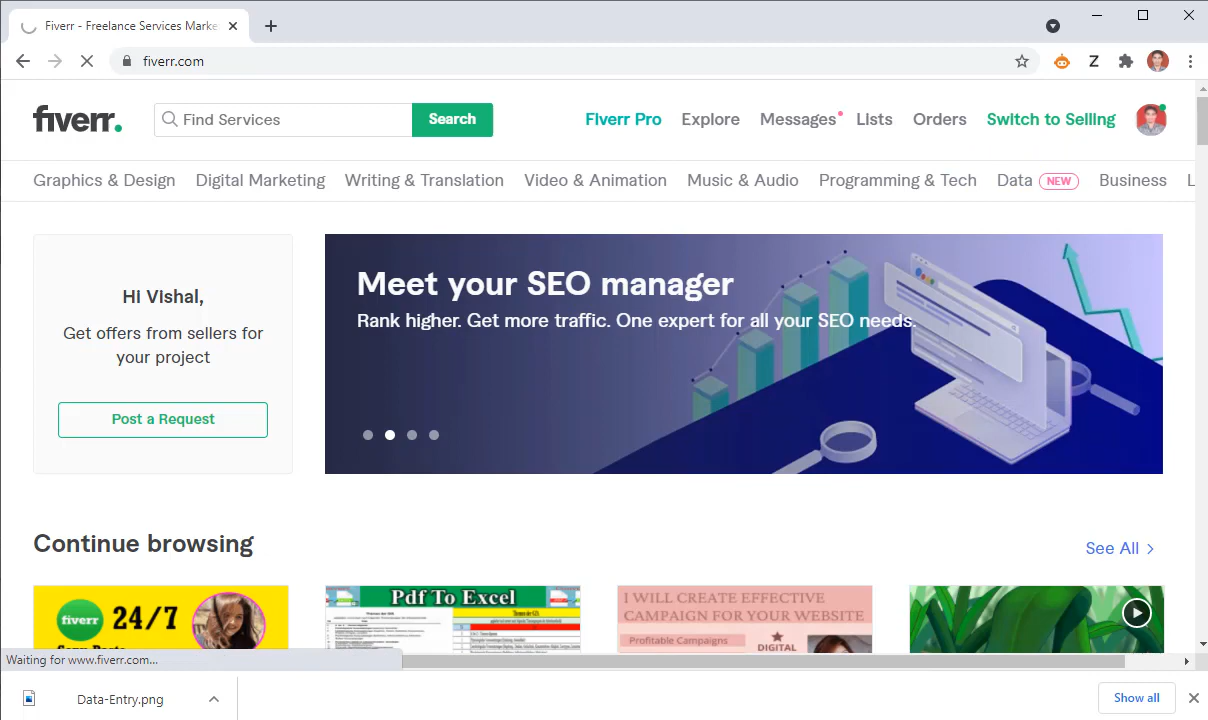 Fiverr - Freelance Services Marke
fiverr.com
Z
fiverr.
Find Services
Search
Fiverr Pro
Explore
Messages
Lists
Orders
Switch to Selling
Graphics & Design
Digital Marketing
Writing & Translation
Video & Animation
Music & Audio
Programming & Tech
Data NEW
Business
L
Hi Vishal,
Get offers from sellers for
your project
Post a Request
Meet your SEO manager
Rank higher. Get more traffic. One expert for all your SEO needs.
Continue browsing
See All
fiverr
24/7
Pdf To Excel
I WILL CREATE EFFECTIVE
CAMPAIGN FOR YOUR WEBSITE
Profitable Campaigns
DIGITAL
Waiting for www.fiverr.com...
Data-Entry.png
Show all